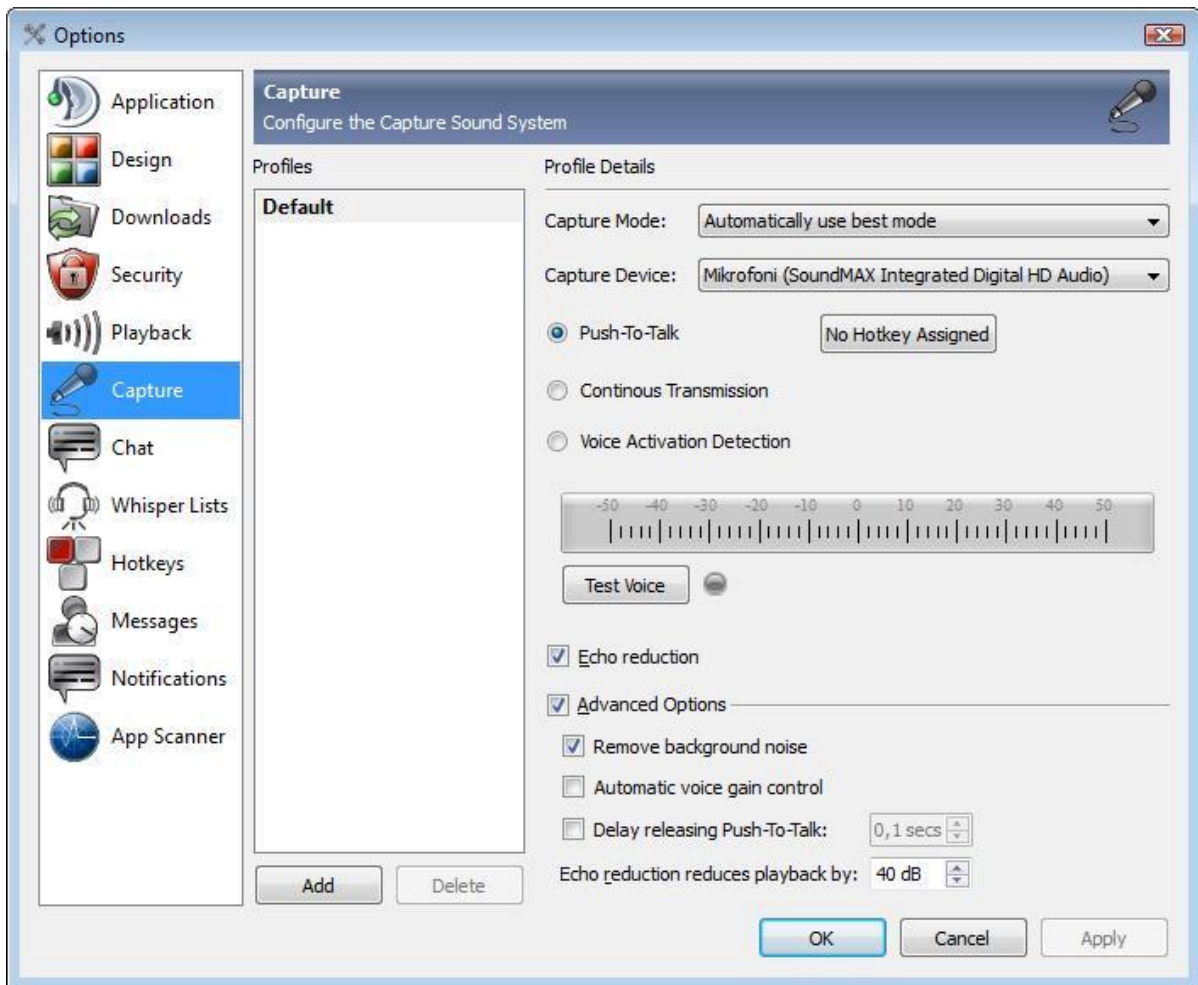 Options
Application
Design
Downloads
Security
Playback
Capture
Chat
Whisper Lists
Hotkeys
Messages
Notifications
App Scanner
Capture
Configure the Capture Sound System
Profiles
Default
Add
Delete
Profile Details
Capture Mode: Automatically use best mode
Capture Device: Mikrofoni (SoundMAX Integrated Digital HD Audio)
Push-To-Talk No Hotkey Assigned
Continous Transmission
Voice Activation Detection
-50 -40 -30 -20 -10 0 10 20 30 40 50
Test Voice
Echo reduction
Advanced Options
Remove background noise
Automatic voice gain control
Delay releasing Push-To-Talk: 0,1 secs
Echo reduction reduces playback by: 40 dB
OK Cancel Apply